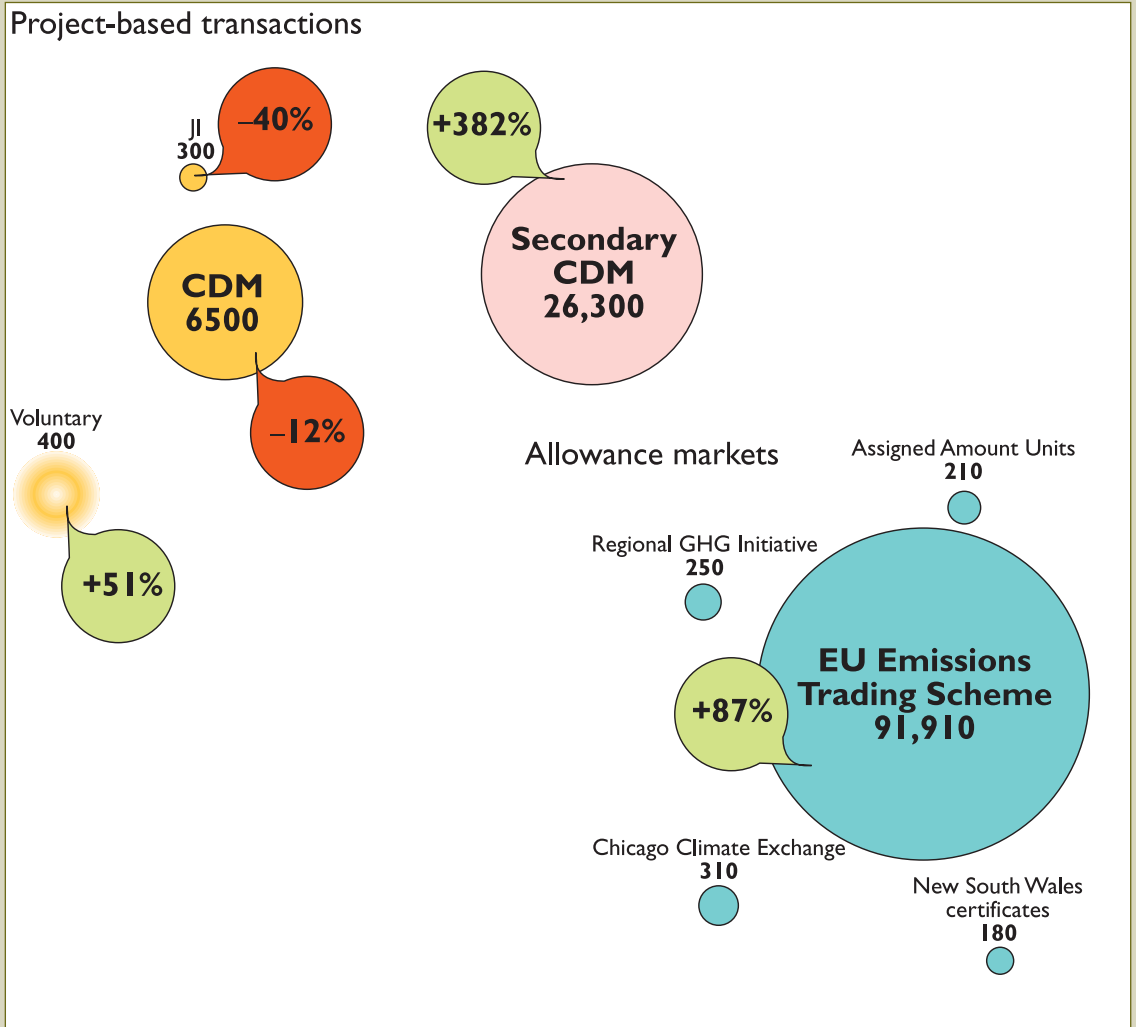 Project-based transactions
–40%
JI
300
+382%
Secondary
CDM
26,300
CDM
6500
–12%
Voluntary
400
+51%
Allowance markets
Assigned Amount Units
210
Regional GHG Initiative
250
EU Emissions
Trading Scheme
91,910
+87%
Chicago Climate Exchange
310
New South Wales
certificates
180